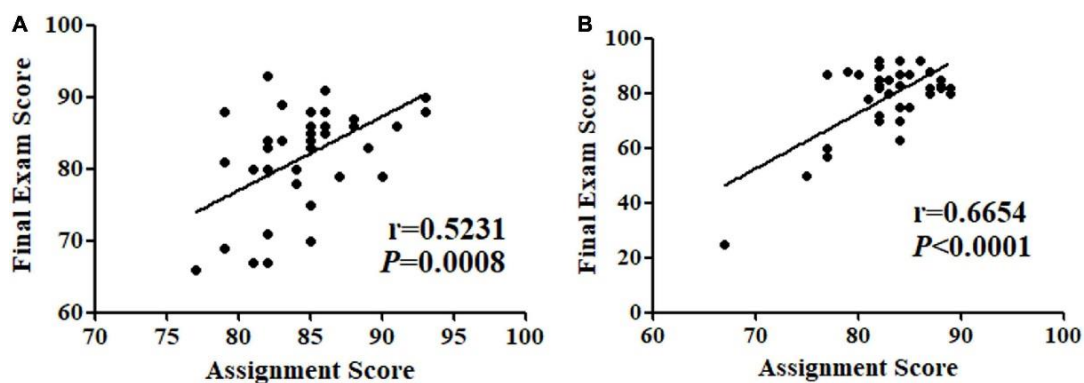 A
100
90
80
70
60
Final Exam Score
r=0.5231
P=0.0008
70 75 80 85 90 95 100
Assignment Score
B
100
80
60
40
20
0
Final Exam Score
r=0.6654
P<0.0001
60 70 80 90 100
Assignment Score